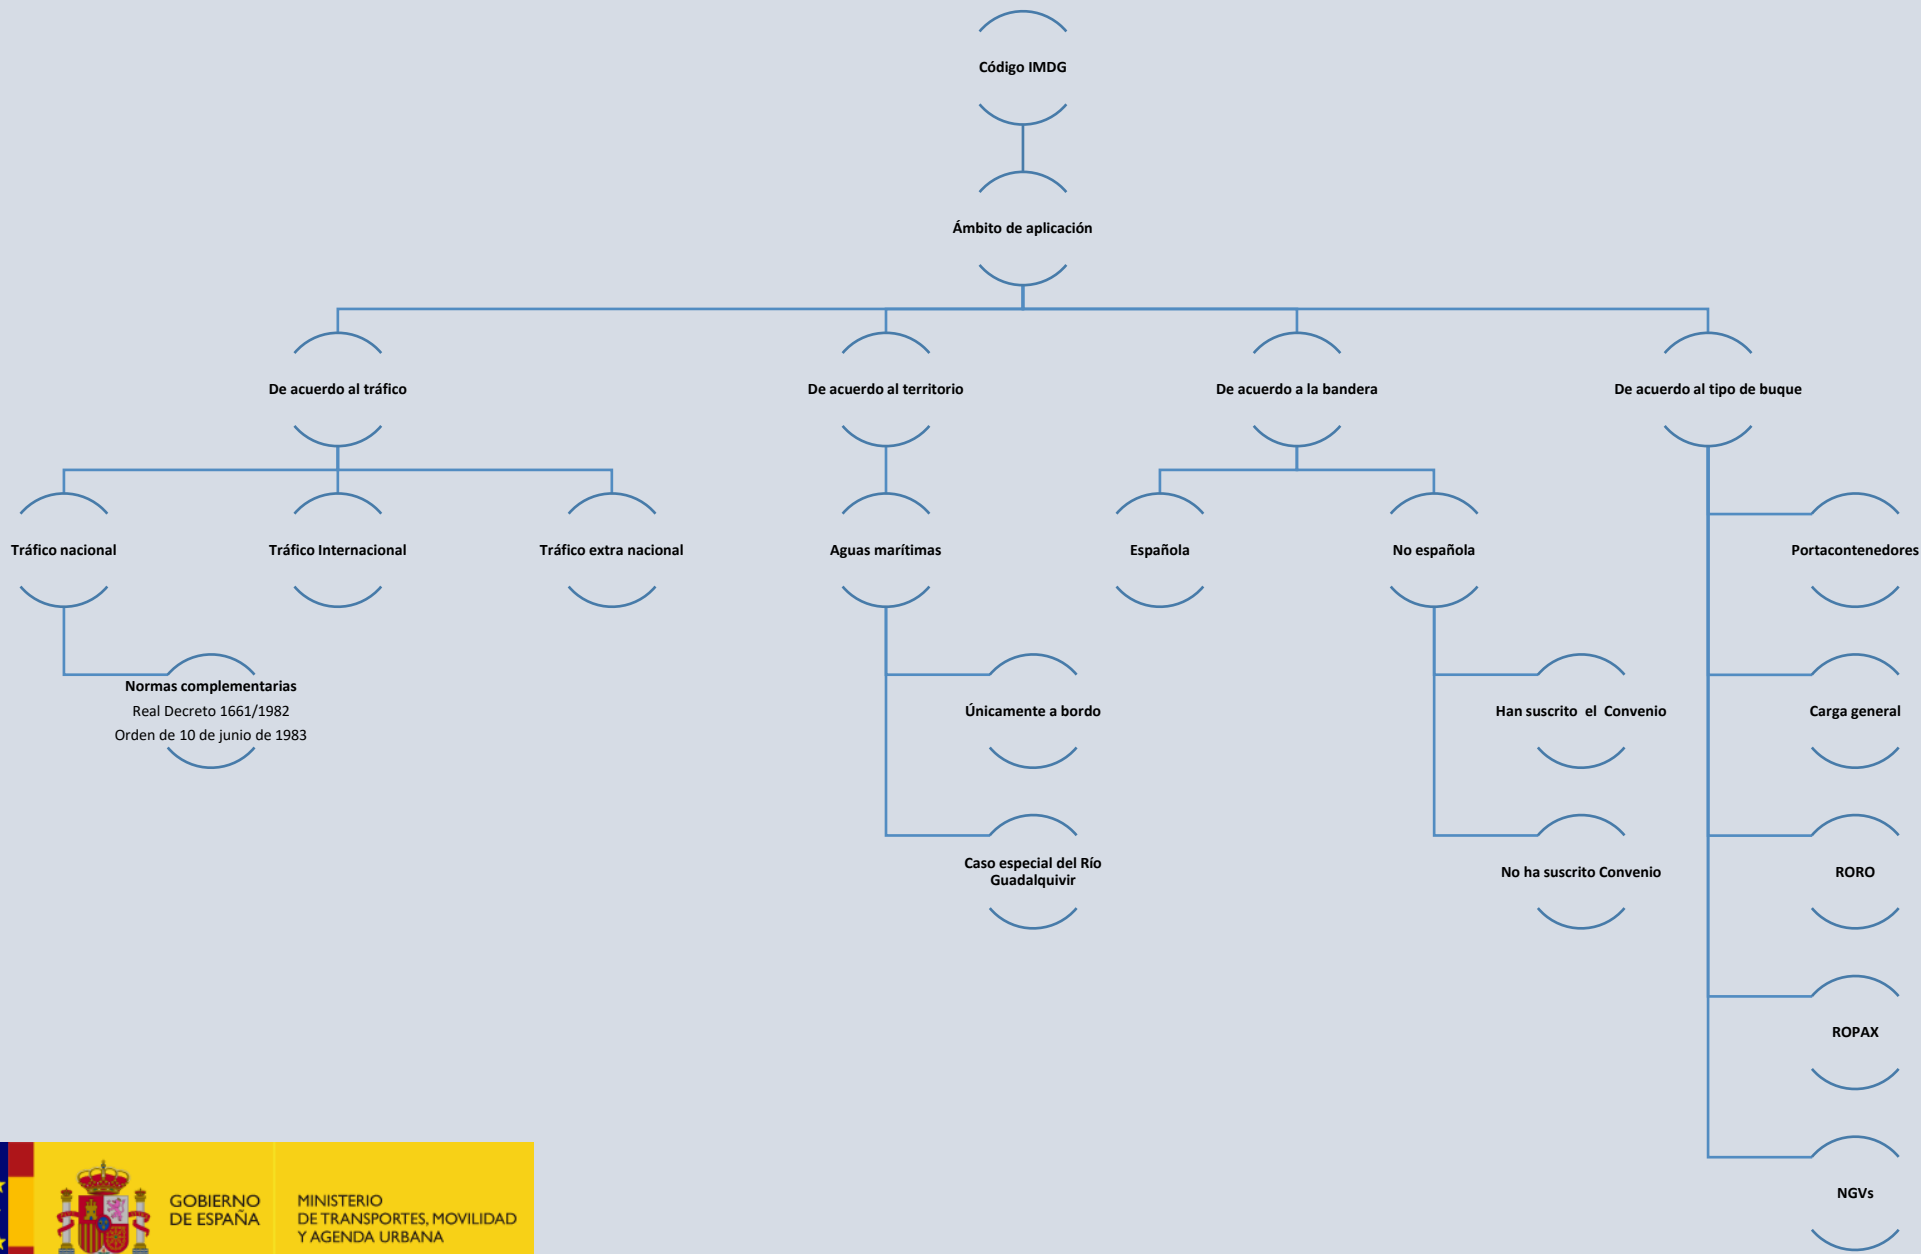 Código IMDG
Ámbito de aplicación
De acuerdo al tráfico
De acuerdo al territorio
De acuerdo a la bandera
De acuerdo al tipo de buque
Tráfico nacional
Tráfico Internacional
Tráfico extra nacional
Aguas marítimas
Española
No española
Portacontenedores
Normas complementarias
Real Decreto 1661/1982
Orden de 10 de junio de 1983
Únicamente a bordo
Han suscrito el Convenio
Carga general
Caso especial del Río
Guadalquivir
No ha suscrito Convenio
RORO
ROPAX
NGVs
GOBIERNO
DE ESPAÑA
MINISTERIO
DE TRANSPORTES, MOVILIDAD
Y AGENDA URBANA